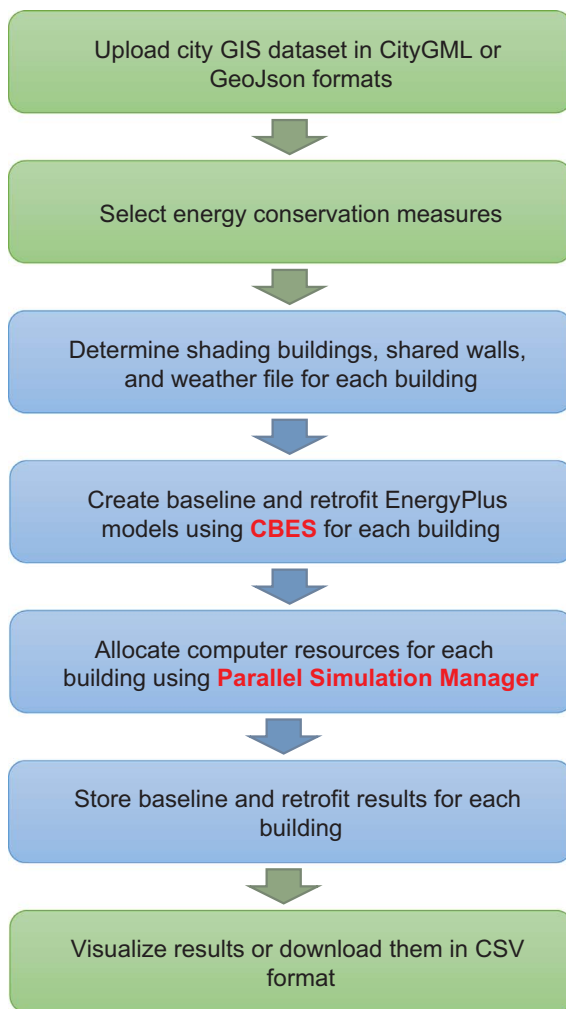 Upload city GIS dataset in CityGML or
GeoJson formats
Select energy conservation measures
Determine shading buildings, shared walls,
and weather file for each building
Create baseline and retrofit EnergyPlus
models using CBES for each building
Allocate computer resources for each
building using Parallel Simulation Manager
Store baseline and retrofit results for each
building
Visualize results or download them in CSV
format